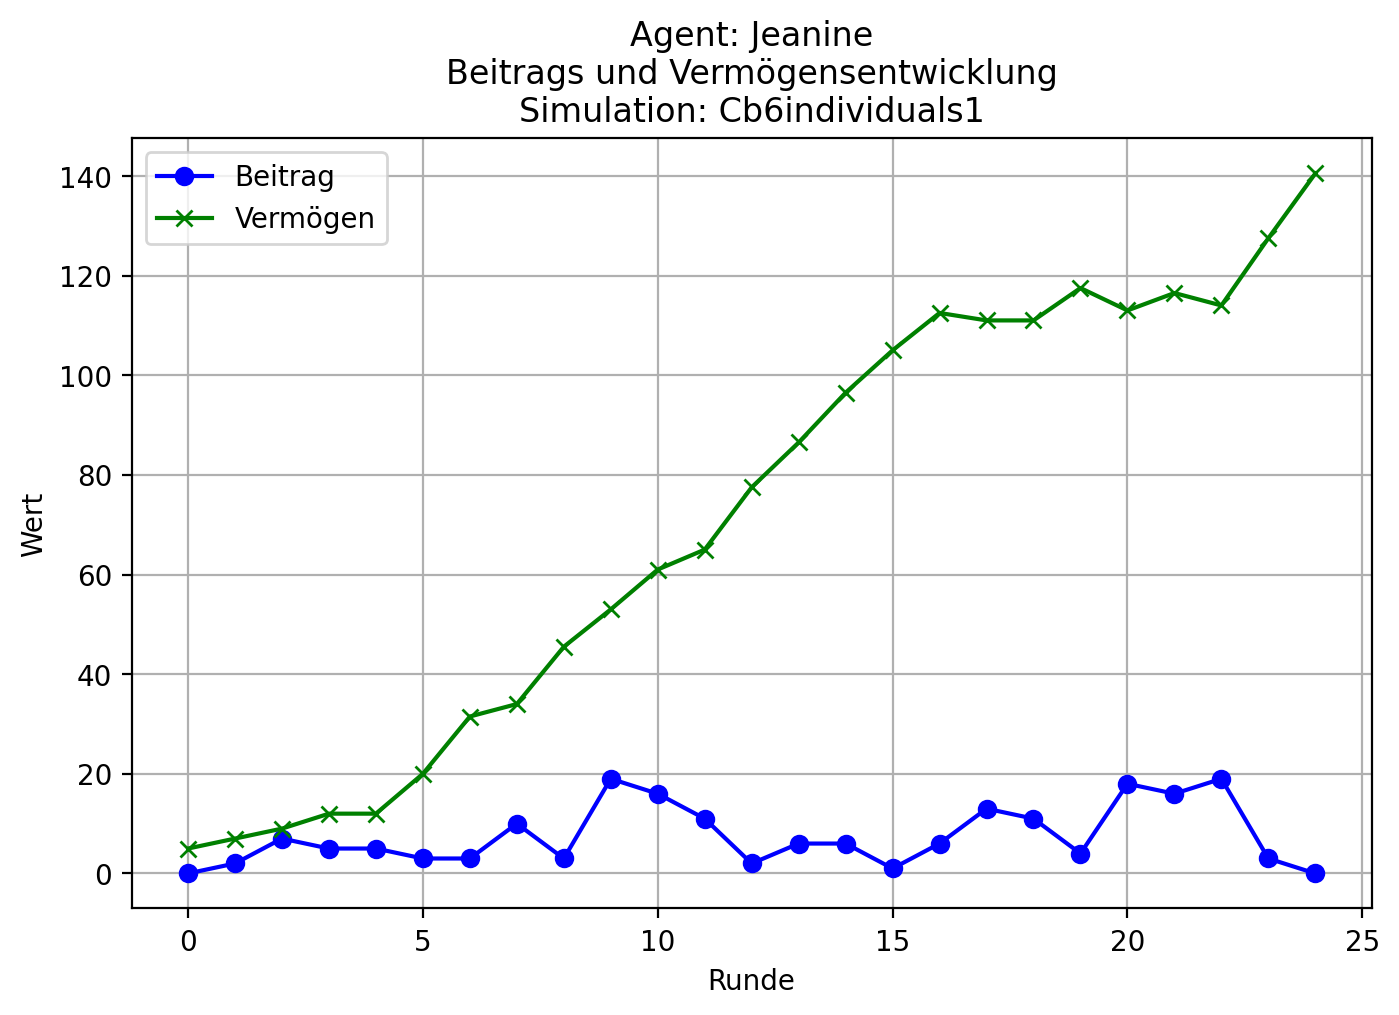 Agent: Jeanine
Beitrags und Vermögensentwicklung
Simulation: Cb6individuals1
Beitrag
Vermögen
140
120
100
80
60
40
20
0
Wert
0 5 10 15 20 25
Runde